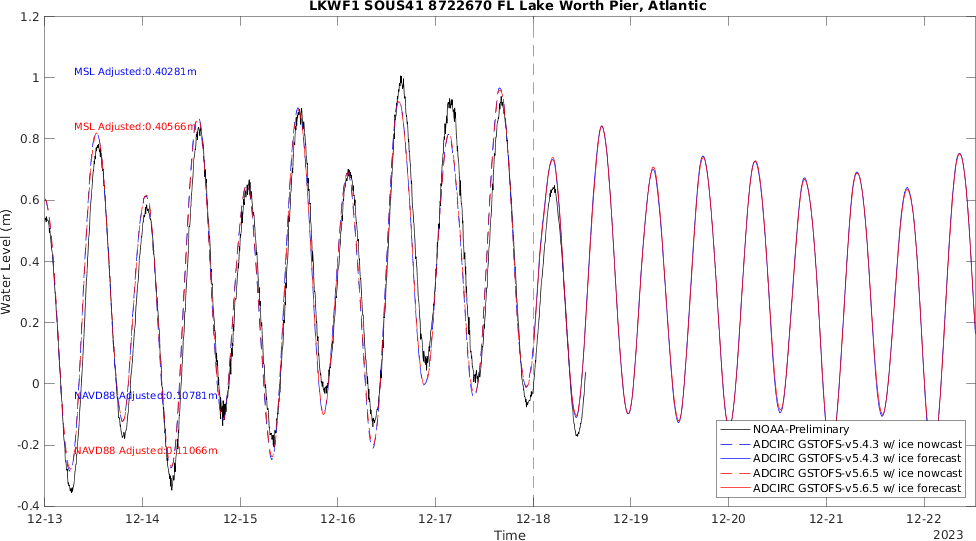 LKWF1 SOUS41 8722670 FL Lake Worth Pier, Atlantic
1.2
1
0.8
0.6
0.4
0.2
0
-0.2
-0.4
Water Level (m)
MSL Adjusted:0.40281m
MSL Adjusted:0.40566m
NAVD88 Adjusted:0.10781m
NAVD88 Adjusted:0.11066m
NOAA-Preliminary
ADCIRC GSTOFS-v5.4.3 w/ ice nowcast
ADCIRC GSTOFS-v5.4.3 w/ ice forecast
ADCIRC GSTOFS-v5.6.5 w/ ice nowcast
ADCIRC GSTOFS-v5.6.5 w/ ice forecast
12-13 12-14 12-15 12-16 12-17 12-18 12-19 12-20 12-21 12-22
Time
2023